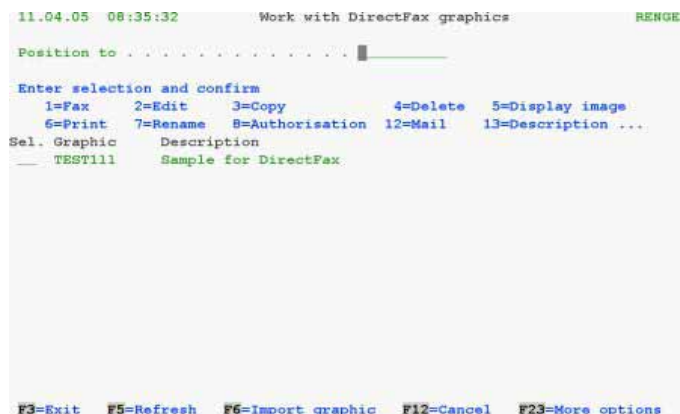 11.04.05 08:35:32 Work with DirectFax graphics RENGE
Position to . . . . . . . . . . . . .
Enter selection and confirm
1=Fax 2=Edit 3=Copy 4=Delete 5=Display image
6=Print 7=Rename 8=Authorisation 12=Mail 13=Description ...
Sel. Graphic Description
__ TEST111 Sample for DirectFax
F3=Exit F5=Refresh F6=Import graphic F12=Cancel F23=More options